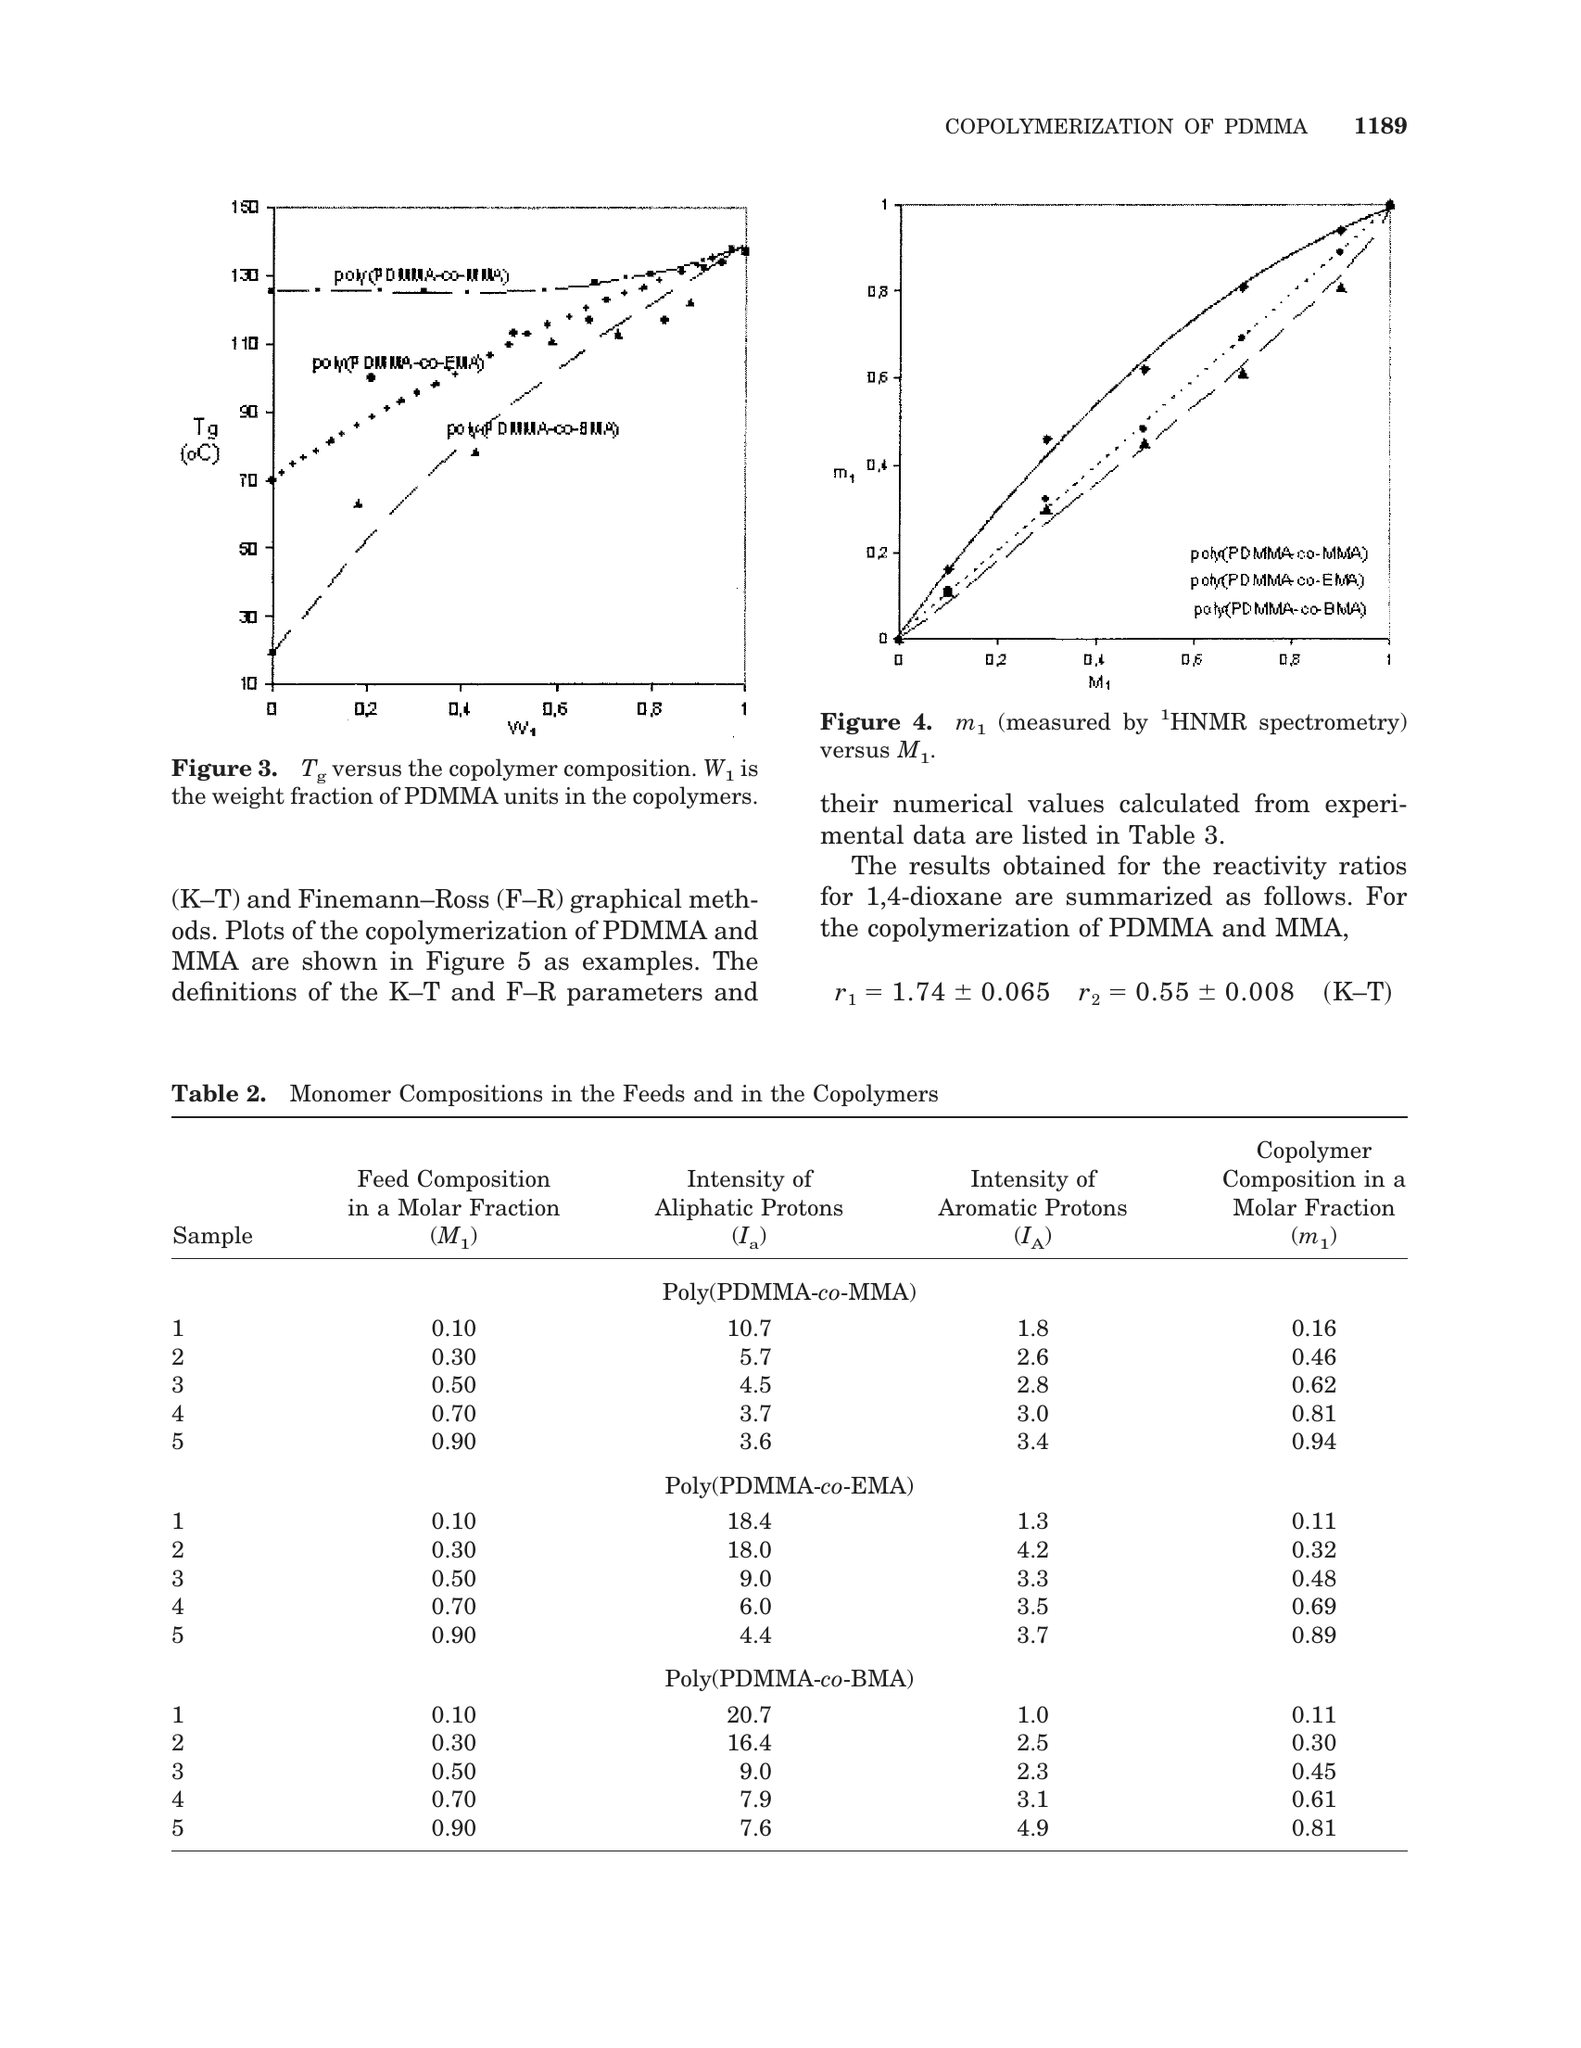 COPOLYMERIZATION OF PDMMA 1189
150
130
110
90
70
50
30
10
Tg
(oC)
poly(PDMMA-co-MMA)
poly(PDMMA-co-EMA)
poly(PDMMA-co-BMA)
0 0,2 0,4 0,6 0,8 1
W1
Figure 3. Tg versus the copolymer composition. W1 is
the weight fraction of PDMMA units in the copolymers.
(K–T) and Finemann–Ross (F–R) graphical meth-
ods. Plots of the copolymerization of PDMMA and
MMA are shown in Figure 5 as examples. The
definitions of the K–T and F–R parameters and
1
0,8
0,6
0,4
0,2
0
m1
poly(PDMMA-co-MMA)
poly(PDMMA-co-EMA)
poly(PDMMA-co-BMA)
0 0,2 0,4 0,6 0,8 1
M1
Figure 4. m1 (measured by 1HNMR spectrometry)
versus M1.
their numerical values calculated from experi-
mental data are listed in Table 3.
The results obtained for the reactivity ratios
for 1,4-dioxane are summarized as follows. For
the copolymerization of PDMMA and MMA,
r1 = 1.74 ± 0.065 r2 = 0.55 ± 0.008 (K–T)
Table 2. Monomer Compositions in the Feeds and in the Copolymers
Copolymer
Feed Composition Intensity of Intensity of Composition in a
in a Molar Fraction Aliphatic Protons Aromatic Protons Molar Fraction
Sample (M1) (Ia) (IA) (m1)
Poly(PDMMA-co-MMA)
1 0.10 10.7 1.8 0.16
2 0.30 5.7 2.6 0.46
3 0.50 4.5 2.8 0.62
4 0.70 3.7 3.0 0.81
5 0.90 3.6 3.4 0.94
Poly(PDMMA-co-EMA)
1 0.10 18.4 1.3 0.11
2 0.30 18.0 4.2 0.32
3 0.50 9.0 3.3 0.48
4 0.70 6.0 3.5 0.69
5 0.90 4.4 3.7 0.89
Poly(PDMMA-co-BMA)
1 0.10 20.7 1.0 0.11
2 0.30 16.4 2.5 0.30
3 0.50 9.0 2.3 0.45
4 0.70 7.9 3.1 0.61
5 0.90 7.6 4.9 0.81